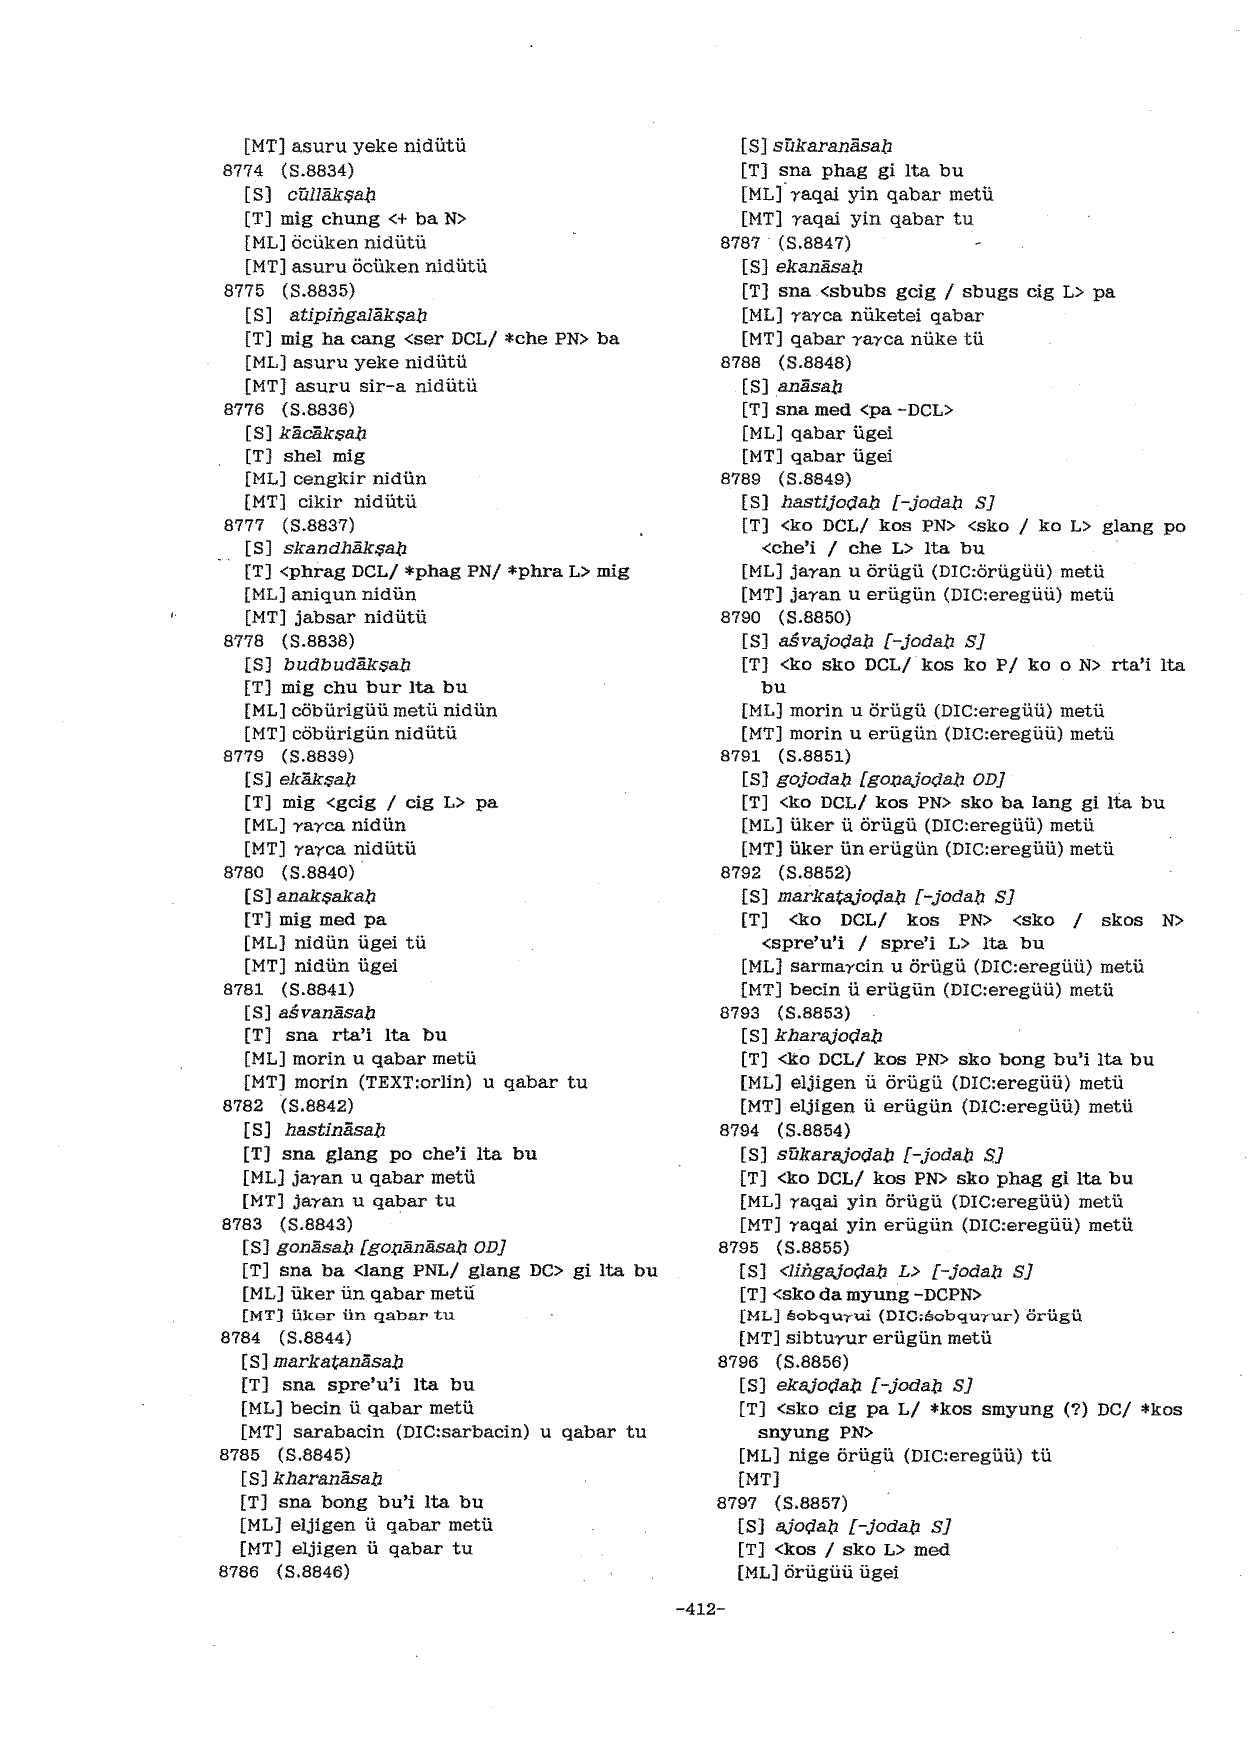 [MT] asuru yeke nidütü
8774 (S.8834)
[S] cūllākṣaḥ
[T] mig chung <+ ba N>
[ML] öcüken nidütü
[MT] asuru öcüken nidütü
8775 (S.8835)
[S] atipiṅgalākṣaḥ
[T] mig ha cang <ser DCL/ *che PN> ba
[ML] asuru yeke nidütü
[MT] asuru sir-a nidütü
8776 (S.8836)
[S] kācākṣaḥ
[T] shel mig
[ML] cengkir nidün
[MT] cikir nidütü
8777 (S.8837)
[S] skandhākṣaḥ
[T] <phrag DCL/ *phag PN/ *phra L> mig
[ML] aniqun nidün
[MT] jabsar nidütü
8778 (S.8838)
[S] budbudākṣaḥ
[T] mig chu bur lta bu
[ML] cöbürigüü metü nidün
[MT] cöbürigün nidütü
8779 (S.8839)
[S] ekākṣaḥ
[T] mig <gcig / cig L> pa
[ML] γaγca nidün
[MT] γaγca nidütü
8780 (S.8840)
[S] anakṣakaḥ
[T] mig med pa
[ML] nidün ügei tü
[MT] nidün ügei
8781 (S.8841)
[S] aśvanāsaḥ
[T] sna rta'i lta bu
[ML] morin u qabar metü
[MT] morin (TEXT:orlin) u qabar tu
8782 (S.8842)
[S] hastināsaḥ
[T] sna glang po che'i lta bu
[ML] jaγan u qabar metü
[MT] jaγan u qabar tu
8783 (S.8843)
[S] gonāsaḥ [goṇānāsaḥ OD]
[T] sna ba <lang PNL/ glang DC> gi lta bu
[ML] üker ün qabar metü
[MT] üker ün qabar tu
8784 (S.8844)
[S] markaṭanāsaḥ
[T] sna spre'u'i lta bu
[ML] becin ü qabar metü
[MT] sarabacin (DIC:sarbacin) u qabar tu
8785 (S.8845)
[S] kharanāsaḥ
[T] sna bong bu'i lta bu
[ML] eljigen ü qabar metü
[MT] eljigen ü qabar tu
8786 (S.8846)
[S] sūkaranāsaḥ
[T] sna phag gi lta bu
[ML] γaqai yin qabar metü
[MT] γaqai yin qabar tu
8787 (S.8847)
[S] ekanāsaḥ
[T] sna <sbubs gcig / sbugs cig L> pa
[ML] γaγca nüketei qabar
[MT] qabar γaγca nüke tü
8788 (S.8848)
[S] anāsaḥ
[T] sna med <pa -DCL>
[ML] qabar ügei
[MT] qabar ügei
8789 (S.8849)
[S] hastijoḍaḥ [-jodaḥ S]
[T] <ko DCL/ kos PN> <sko / ko L> glang po
<che'i / che L> lta bu
[ML] jaγan u örügü (DIC:örügüü) metü
[MT] jaγan u erügün (DIC:eregüü) metü
8790 (S.8850)
[S] aśvajoḍaḥ [-jodaḥ S]
[T] <ko sko DCL/ kos ko P/ ko o N> rta'i lta
bu
[ML] morin u örügü (DIC:eregüü) metü
[MT] morin u erügün (DIC:eregüü) metü
8791 (S.8851)
[S] gojodaḥ [goṇajoḍaḥ OD]
[T] <ko DCL/ kos PN> sko ba lang gi lta bu
[ML] üker ü örügü (DIC:eregüü) metü
[MT] üker ün erügün (DIC:eregüü) metü
8792 (S.8852)
[S] markaṭajoḍaḥ [-jodaḥ S]
[T] <ko DCL/ kos PN> <sko / skos N>
<spre'u'i / spre'i L> lta bu
[ML] sarmaγcin u örügü (DIC:eregüü) metü
[MT] becin ü erügün (DIC:eregüü) metü
8793 (S.8853)
[S] kharajoḍaḥ
[T] <ko DCL/ kos PN> sko bong bu'i lta bu
[ML] eljigen ü örügü (DIC:eregüü) metü
[MT] eljigen ü erügün (DIC:eregüü) metü
8794 (S.8854)
[S] sūkarajoḍaḥ [-jodaḥ S]
[T] <ko DCL/ kos PN> sko phag gi lta bu
[ML] γaqai yin örügü (DIC:eregüü) metü
[MT] γaqai yin erügün (DIC:eregüü) metü
8795 (S.8855)
[S] <liṅgajoḍaḥ L> [-jodaḥ S]
[T] <sko da myung -DCPN>
[ML] śobquγui (DIC:śobquγur) örügü
[MT] sibtuγur erügün metü
8796 (S.8856)
[S] ekajoḍaḥ [-jodaḥ S]
[T] <sko cig pa L/ *kos smyung (?) DC/ *kos
snyung PN>
[ML] nige örügü (DIC:eregüü) tü
[MT]
8797 (S.8857)
[S] ajoḍaḥ [-jodaḥ S]
[T] <kos / sko L> med
[ML] örügüü ügei
-412-